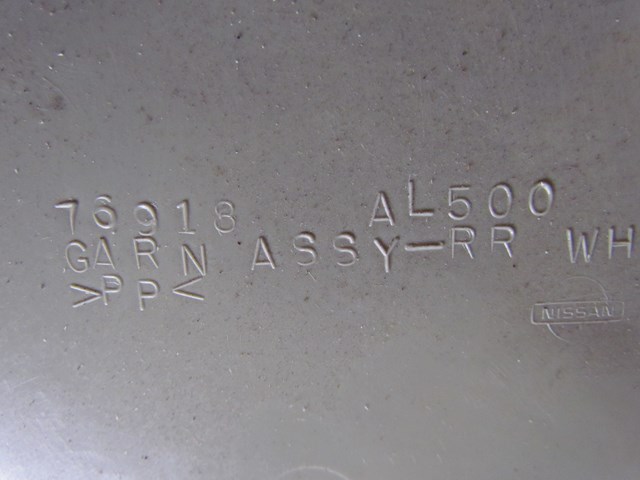 76918 AL500
GARN ASSY-RR WH
>PP<
NISSAN